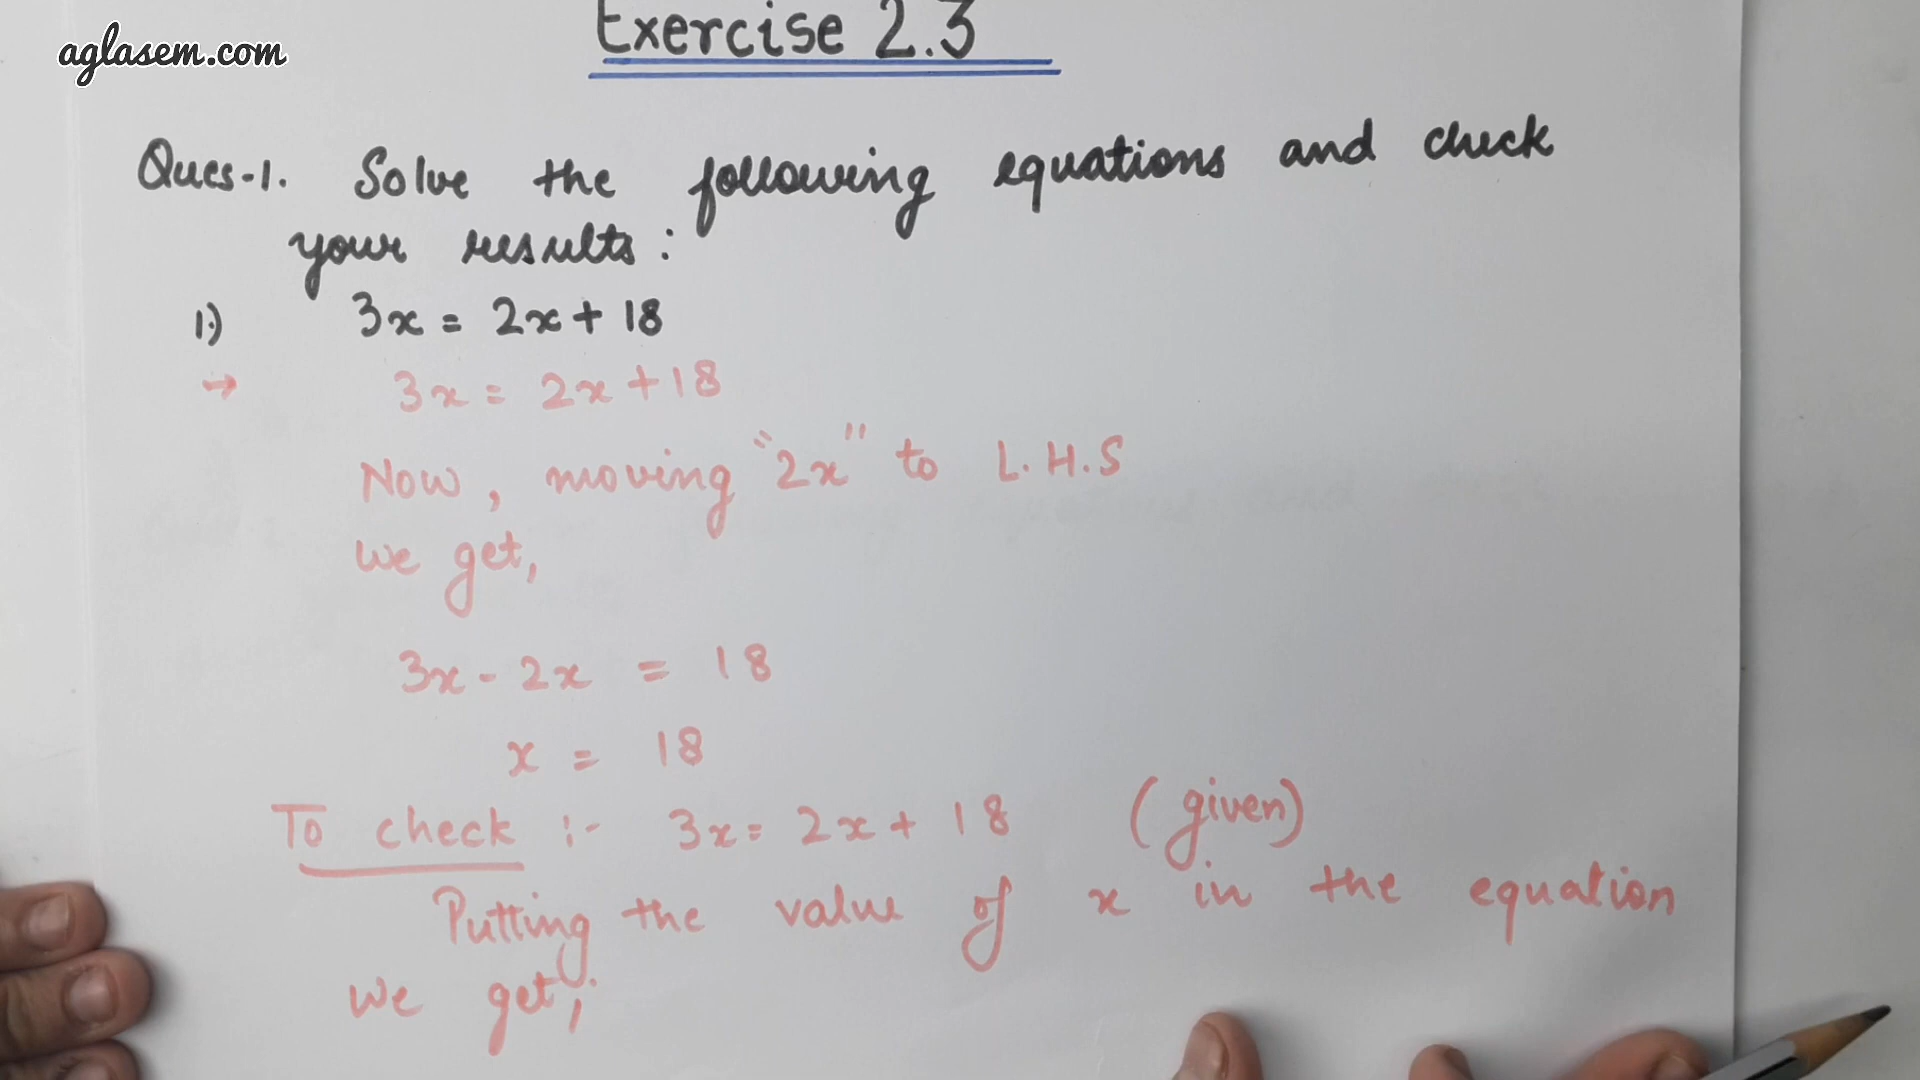 aglasem.com
Exercise 2.3
Ques-1. Solve the following equations and check
your results:
1.) 3x = 2x + 18
→ 3x = 2x + 18
Now, moving "2x" to L.H.S
we get,
3x - 2x = 18
x = 18
To check :- 3x = 2x + 18 (given)
Putting the value of x in the equation
we get;